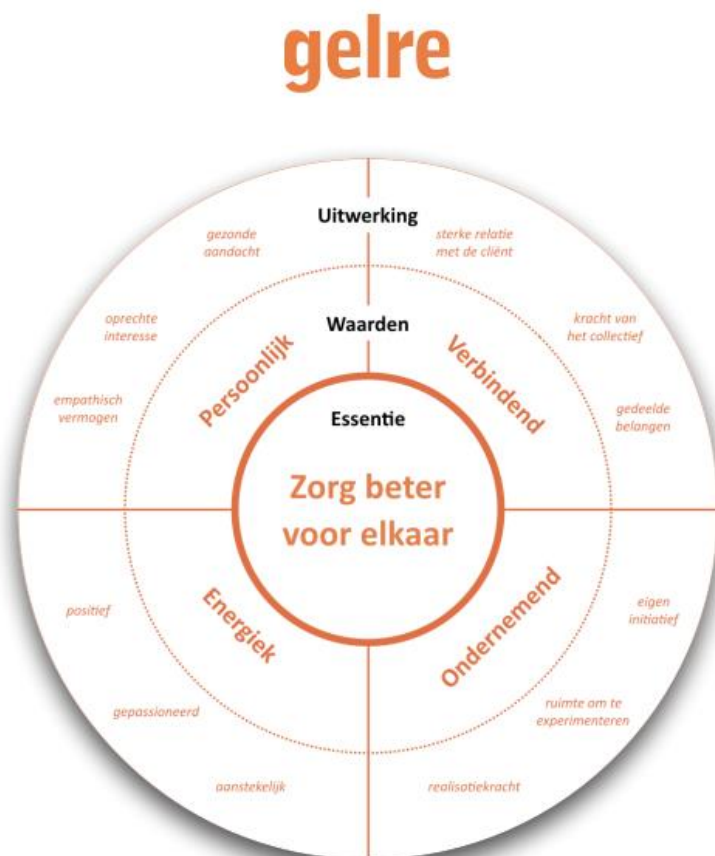 gelre
Uitwerking
gezonde
aandacht
sterke relatie
met de cliënt
oprechte
interesse
Waarden
kracht van
het collectief
Persoonlijk
Verbindend
empathisch
vermogen
gedeelde
belangen
Essentie
Zorg beter
voor elkaar
positief
Energiek
Ondernemend
eigen
initiatief
gepassioneerd
ruimte om te
experimenteren
aanstekelijk
realisatiekracht